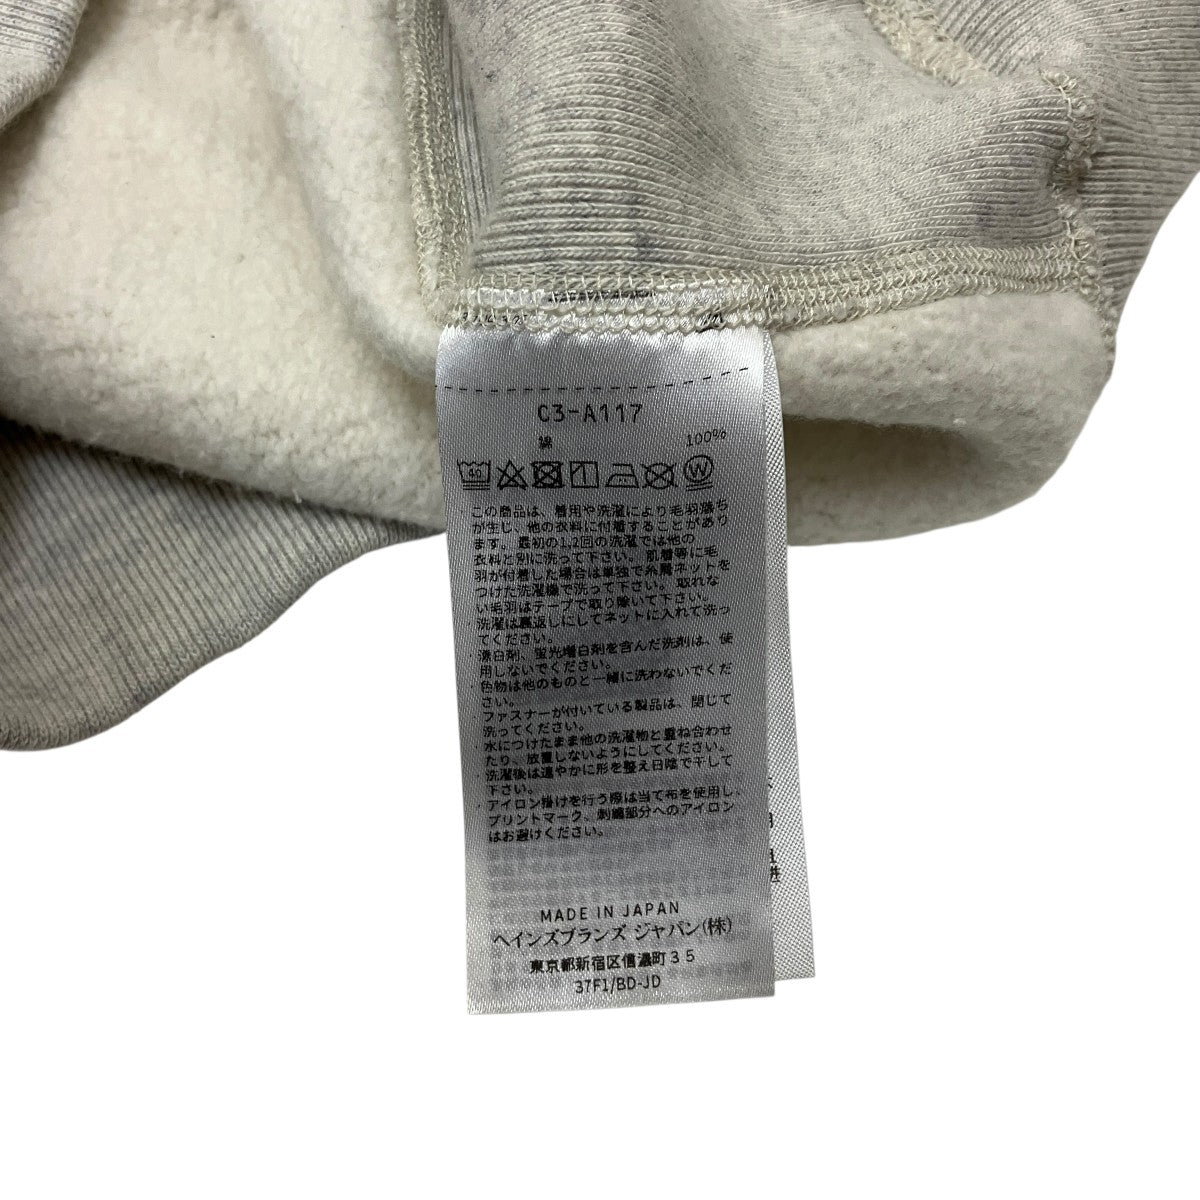 C3-A117
綿 100%
40
W
この商品は、着用や洗濯により毛羽落ち
が生じ、他の衣料に付着することがあり
ます。最初の1,2回の洗濯では他の
衣料と別に洗って下さい。肌着等に毛
羽が付着した場合は単独で糸屑ネットを
つけた洗濯機で洗って下さい。取れな
い毛羽はテープで取り除いて下さい。
・洗濯は裏返しにしてネットに入れて洗っ
てください。
・漂白剤、蛍光増白剤を含んだ洗剤は、使
用しないでください。
・色物は他のものと一緒に洗わないでくだ
さい。
・ファスナーが付いている製品は、閉じて
洗ってください。
・水につけたまま他の洗濯物と重ね合わせ
たり、放置しないようにしてください。
・洗濯後は速やかに形を整え日陰で干して
下さい。
・アイロン掛けを行う際は当て布を使用し、
プリントマーク、刺繍部分へのアイロン
はお避けください。
MADE IN JAPAN
ヘインズブランズ ジャパン(株)
東京都新宿区信濃町35
37F1/BD-JD